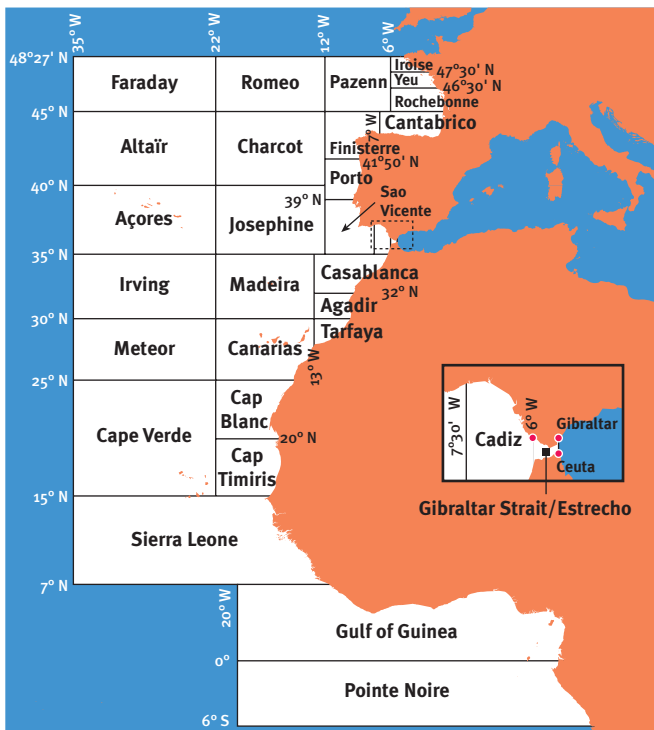 35° W
22° W
12° W
6° W
48°27' N
Iroise
47°30' N
Faraday
Romeo
Pazenn
Yeu
46°30' N
Rochebonne
45° N
7° W
Cantabrico
Altaïr
Charcot
Finisterre
41°50' N
Porto
40° N
39° N
Sao
Vicente
Açores
Josephine
35° N
Casablanca
Irving
Madeira
32° N
Agadir
30° N
Tarfaya
Meteor
Canarias
13° W
25° N
Cap
Blanc
20° N
Cape Verde
Cap
Timiris
15° N
7°30' W
6° W
Cadiz
Gibraltar
Ceuta
Gibraltar Strait/Estrecho
Sierra Leone
7° N
20° W
Gulf of Guinea
0°
Pointe Noire
6° S